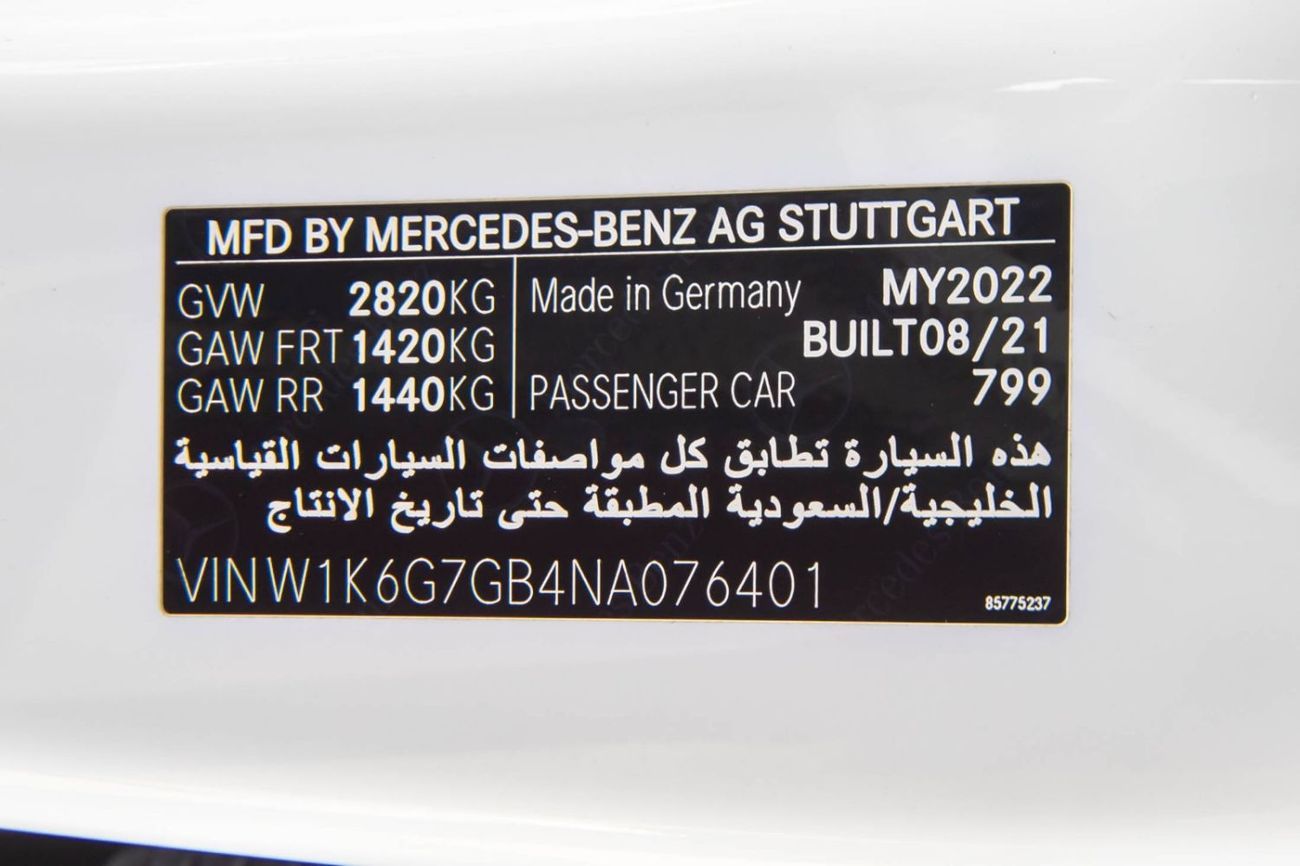 MFD BY MERCEDES-BENZ AG STUTTGART
GVW 2820KG Made in Germany MY2022
GAW FRT 1420KG BUILT08/21
GAW RR 1440KG PASSENGER CAR 799
هذه السيارة تطابق كل مواصفات السيارات القياسية
الخليجية/السعودية المطبقة حتى تاريخ الانتاج
VINW1K6G7GB4NA076401
85775237